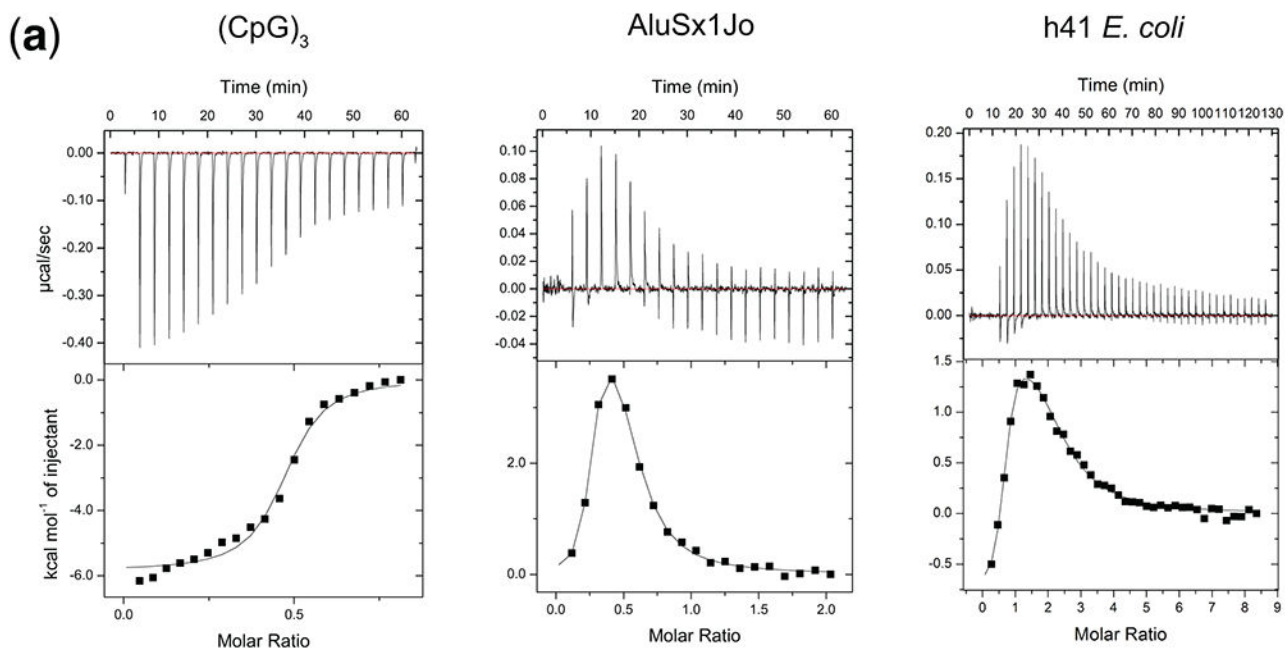 (a)
(CpG)3
AluSx1Jo
h41 E. coli
Time (min)
0 10 20 30 40 50 60
0.00
-0.10
-0.20
-0.30
-0.40
µcal/sec
0.0
-2.0
-4.0
-6.0
kcal mol-1 of injectant
0.0 0.5
Molar Ratio
Time (min)
0 10 20 30 40 50 60
0.10
0.08
0.06
0.04
0.02
0.00
-0.02
-0.04
2.0
0.0
0.0 0.5 1.0 1.5 2.0
Molar Ratio
Time (min)
0 10 20 30 40 50 60 70 80 90 100 110 120 130
0.20
0.15
0.10
0.05
0.00
1.5
1.0
0.5
0.0
-0.5
0 1 2 3 4 5 6 7 8 9
Molar Ratio